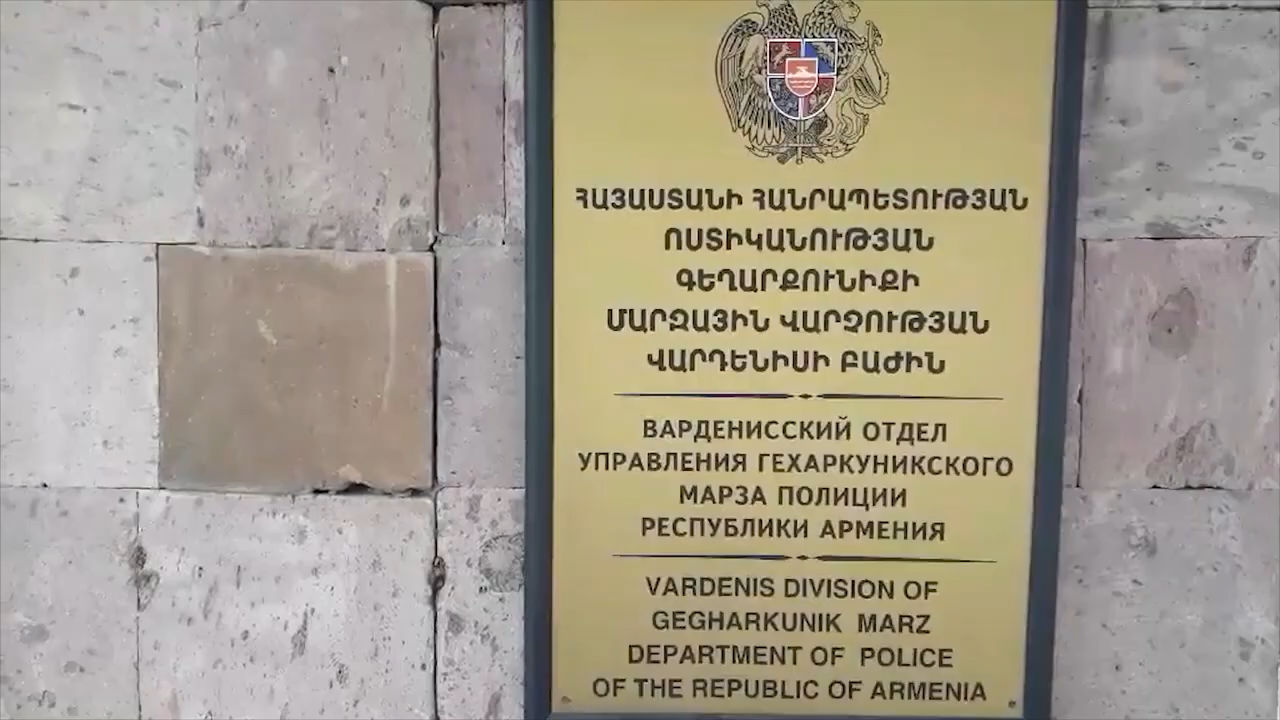 ՀԱՅԱՍՏԱՆԻ ՀԱՆՐԱՊԵՏՈՒԹՅԱՆ
ՈՍՏԻԿԱՆՈՒԹՅԱՆ
ԳԵՂԱՐՔՈՒՆԻՔԻ
ՄԱՐԶԱՅԻՆ ՎԱՐՉՈՒԹՅԱՆ
ՎԱՐԴԵՆԻՍԻ ԲԱԺԻՆ
ВАРДЕНИССКИЙ ОТДЕЛ
УПРАВЛЕНИЯ ГЕХАРКУНИКСКОГО
МАРЗА ПОЛИЦИИ
РЕСПУБЛИКИ АРМЕНИЯ
VARDENIS DIVISION OF
GEGHARKUNIK MARZ
DEPARTMENT OF POLICE
OF THE REPUBLIC OF ARMENIA